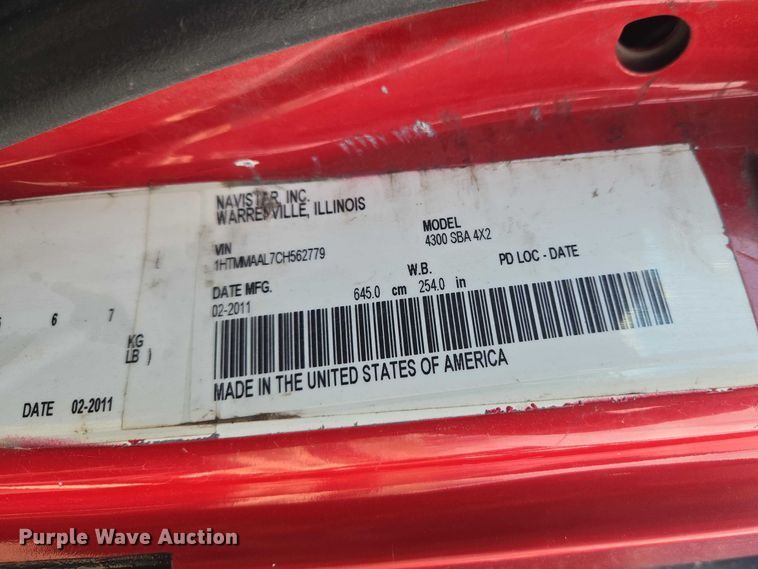 NAVISTAR, INC.
WARRENVILLE, ILLINOIS
VIN
1HTMMAAL7CH562779
MODEL
4300 SBA 4X2
DATE MFG.
02-2011
W.B.
645.0 cm 254.0 in
PD LOC - DATE
6 7
KG
LB )
DATE 02-2011
MADE IN THE UNITED STATES OF AMERICA
Purple Wave Auction